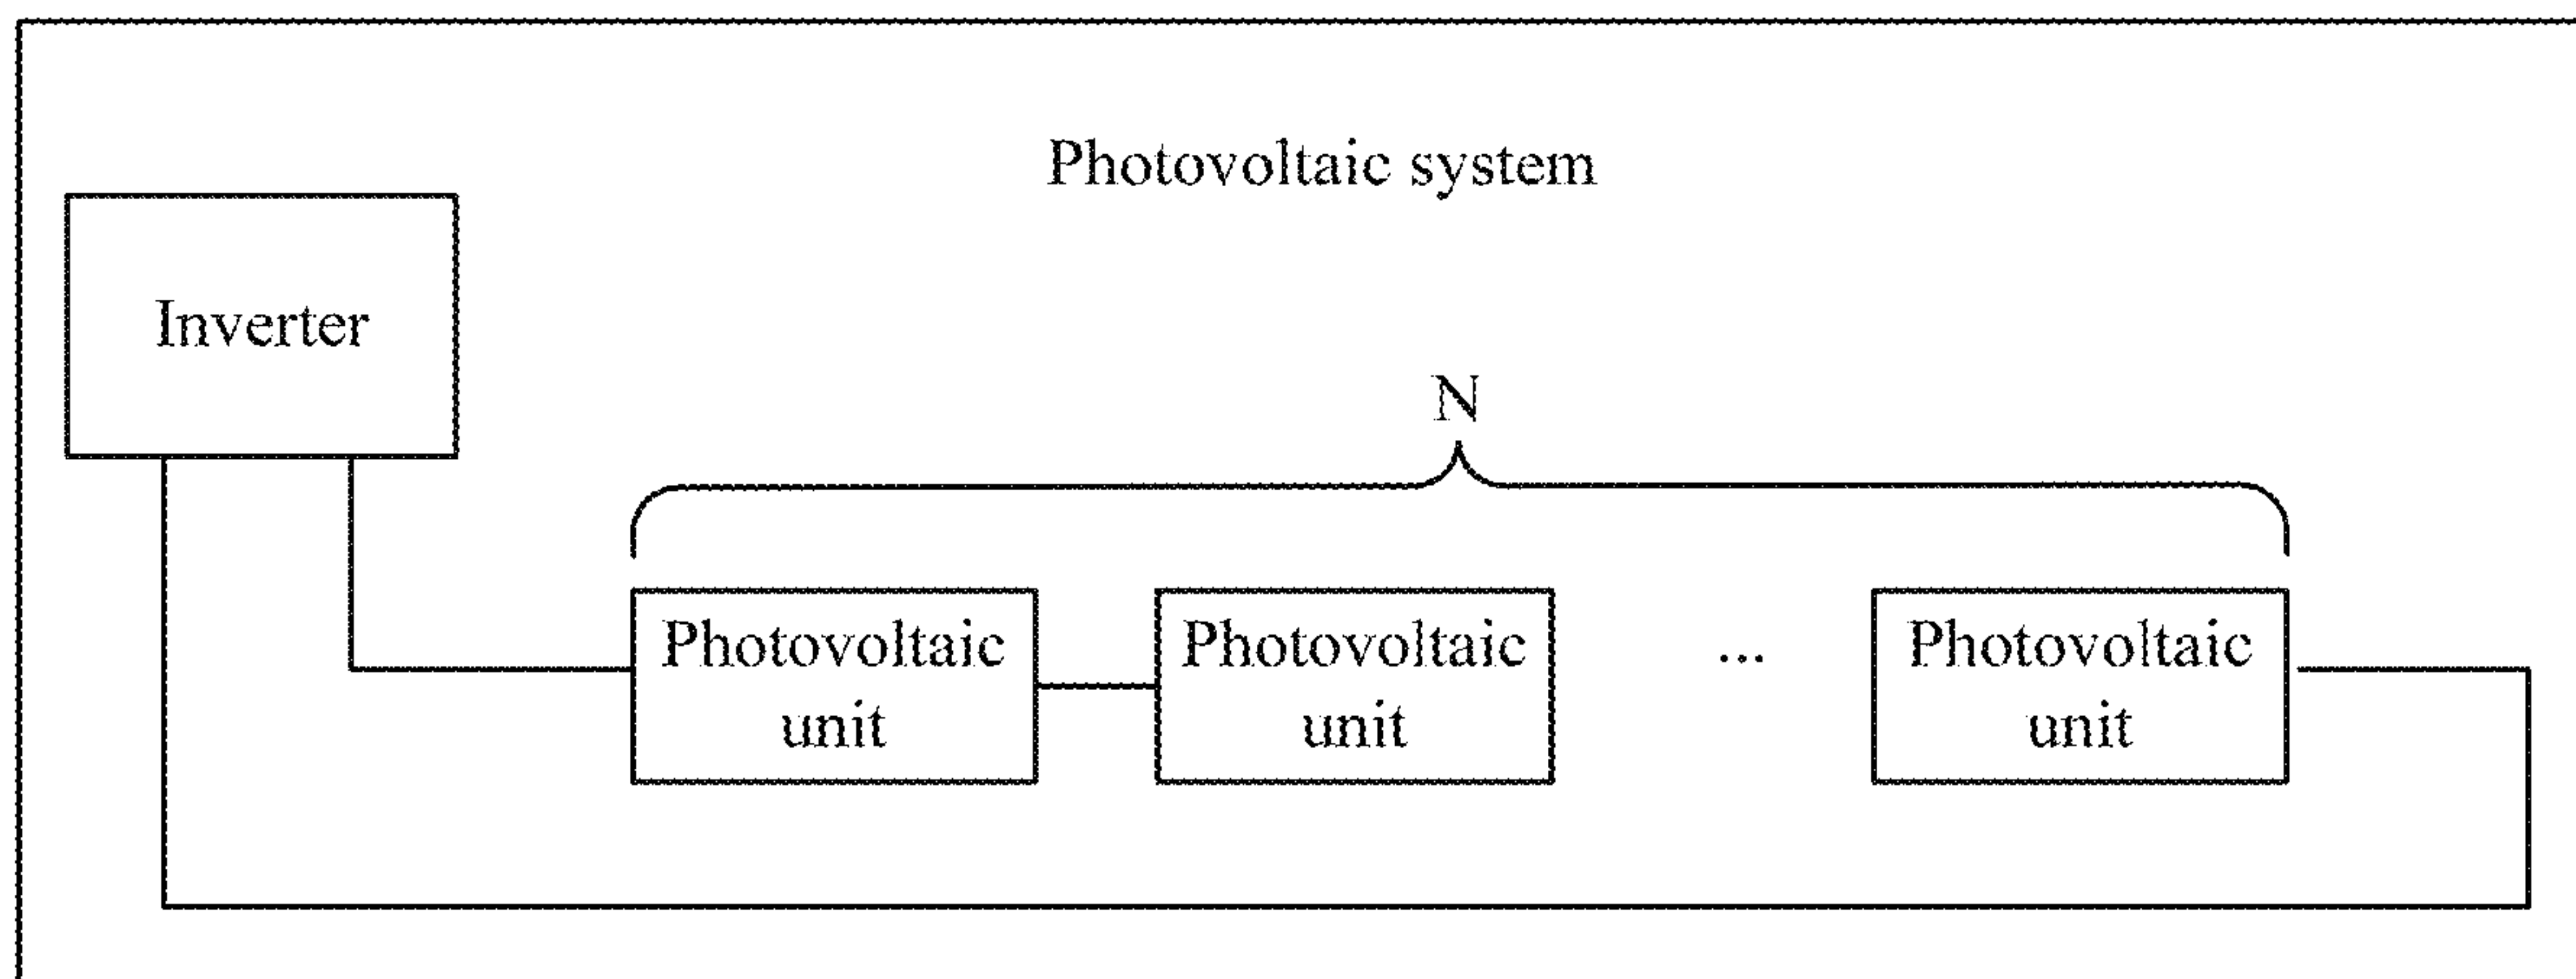 Photovoltaic system
Inverter
N
Photovoltaic
unit
Photovoltaic
unit
...
Photovoltaic
unit